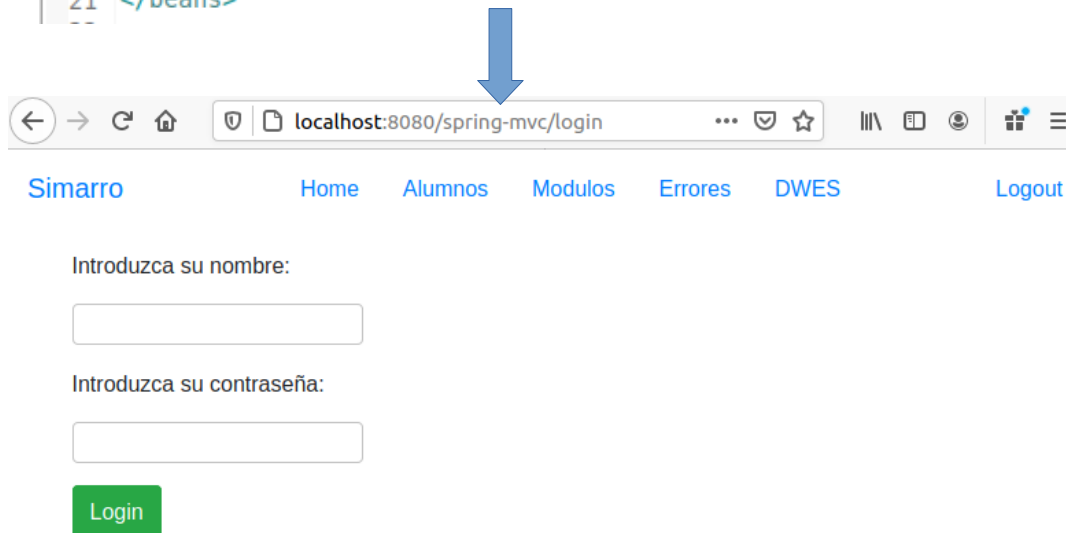 21 </beans>
localhost:8080/spring-mvc/login
Simarro Home Alumnos Modulos Errores DWES Logout
Introduzca su nombre:
Introduzca su contraseña:
Login